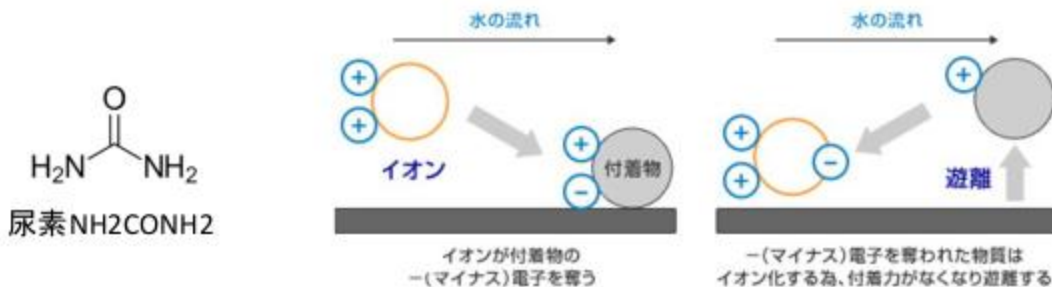 O
H₂N NH₂
尿素NH2CONH2
水の流れ
+
+
イオン
+
−
付着物
イオンが付着物の
−(マイナス)電子を奪う
水の流れ
+
+
+
−
遊離
−(マイナス)電子を奪われた物質は
イオン化する為、付着力がなくなり遊離する